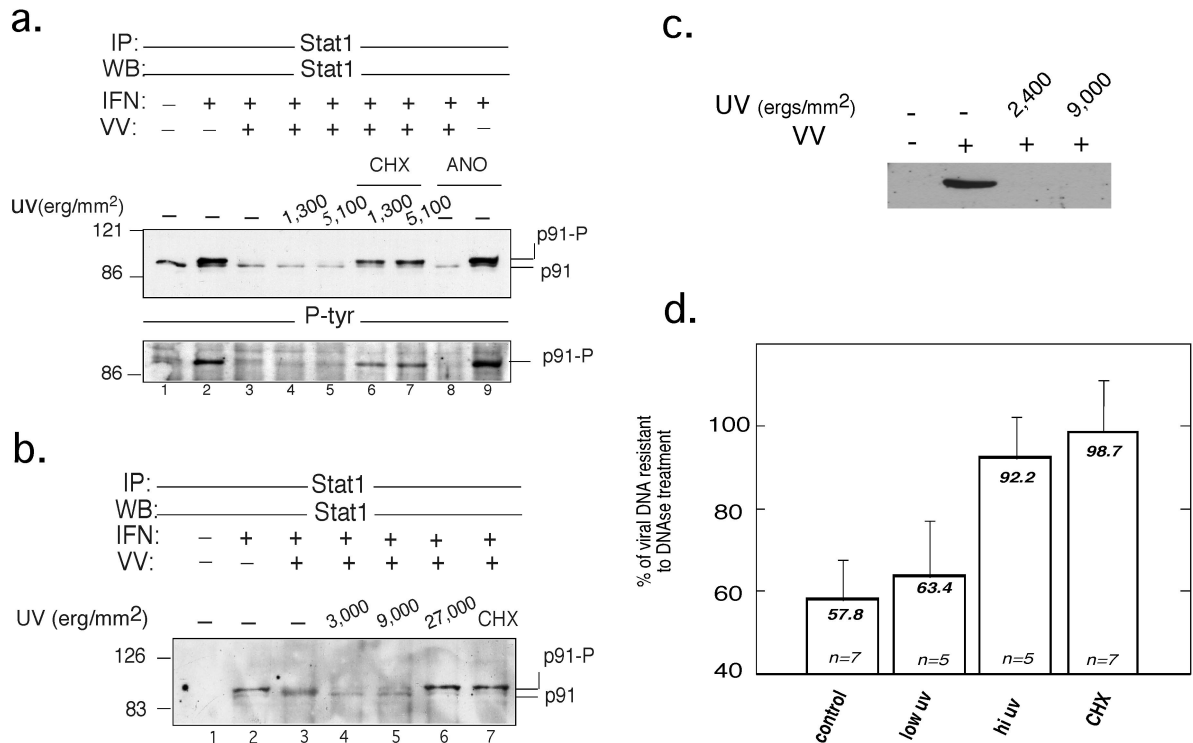 a.
IP: Stat1
WB: Stat1
IFN: – + + + + + + + +
VV: – – + + + + + + –
CHX ANO
uv(erg/mm²) – – – 1,300 5,100 1,300 5,100 – –
121
p91-P
86
p91
P-tyr
p91-P
86
1 2 3 4 5 6 7 8 9
b.
IP: Stat1
WB: Stat1
IFN: – + + + + + +
VV: – – + + + + +
UV (erg/mm2) – – – 3,000 9,000 27,000 CHX
126
p91-P
p91
83
1 2 3 4 5 6 7
c.
UV (ergs/mm²) - - 2,400 9,000
VV - + + +
d.
% of viral DNA resistant
to DNAse treatment
100
80
60
40
57.8
63.4
92.2
98.7
n=7
n=5
n=5
n=7
control
low uv
hi uv
CHX